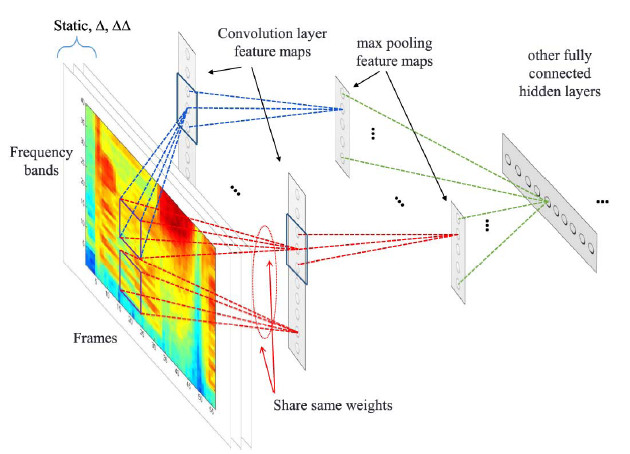 Static, Δ, ΔΔ
Convolution layer
feature maps
max pooling
feature maps
other fully
connected
hidden layers
Frequency
bands
Frames
Share same weights